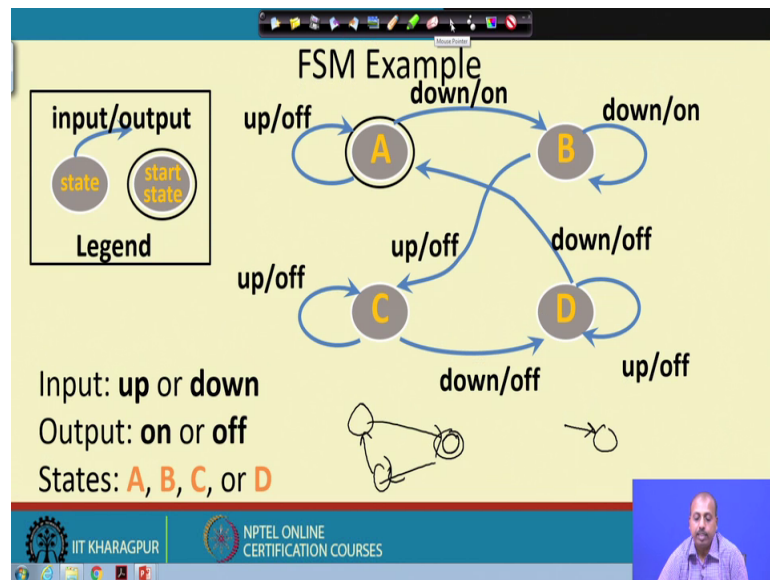 Mouse Pointer
FSM Example
input/output
state
start
state
Legend
up/off
down/on
down/on
A
B
up/off
down/off
up/off
C
D
down/off
up/off
Input: up or down
Output: on or off
States: A, B, C, or D
IIT KHARAGPUR
NPTEL ONLINE
CERTIFICATION COURSES